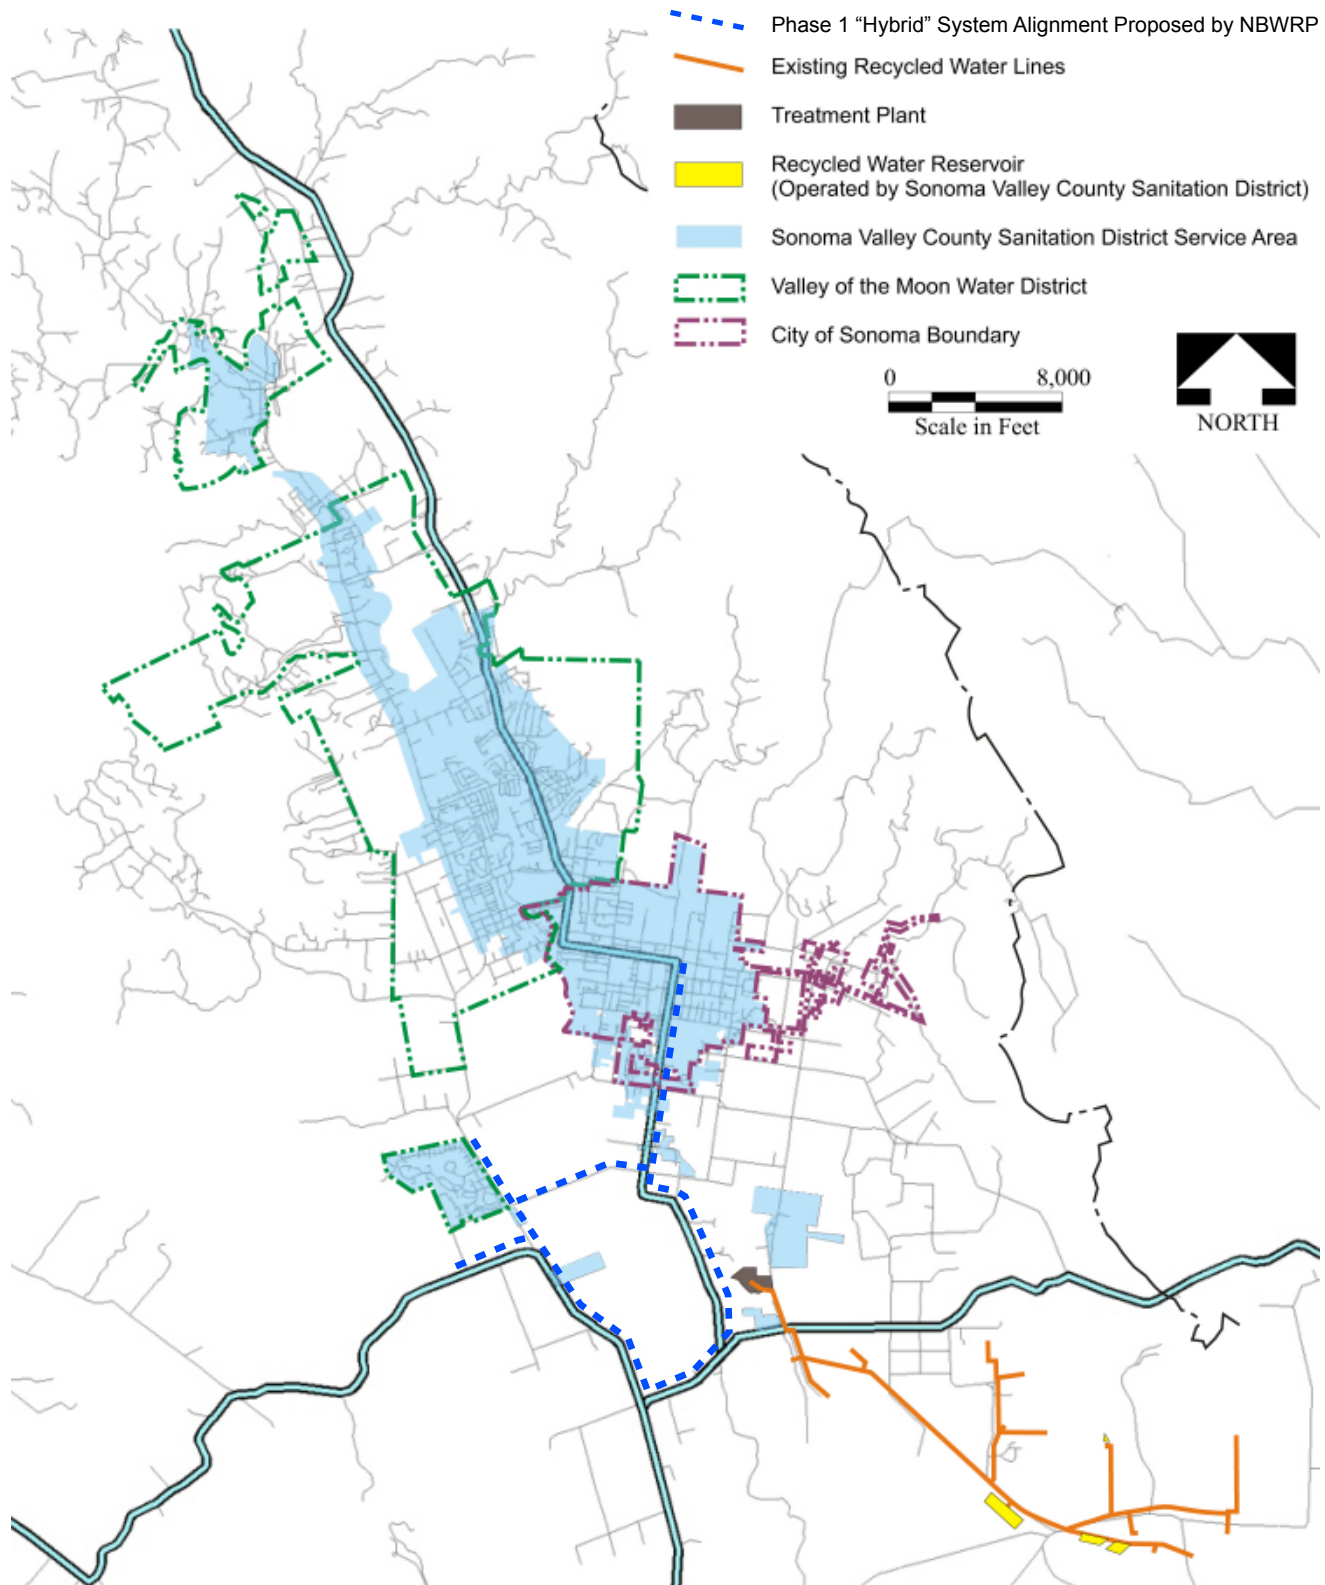 Phase 1 “Hybrid” System Alignment Proposed by NBWRP
Existing Recycled Water Lines
Treatment Plant
Recycled Water Reservoir
(Operated by Sonoma Valley County Sanitation District)
Sonoma Valley County Sanitation District Service Area
Valley of the Moon Water District
City of Sonoma Boundary
0 8,000
Scale in Feet
NORTH